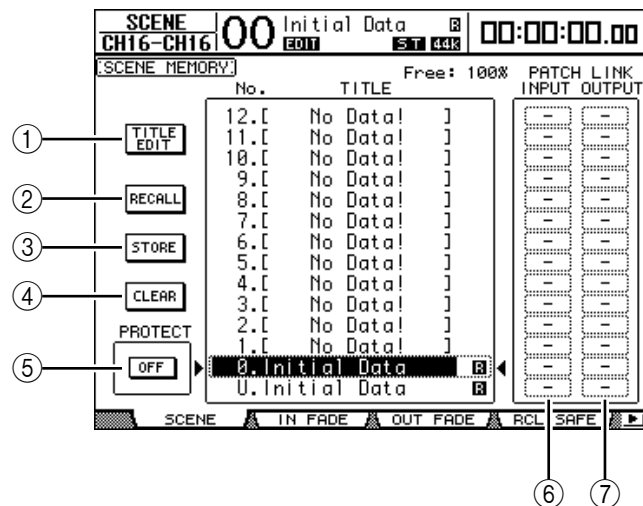 SCENE
CH16-CH16
00
Initial Data R
EDIT ST 44K
00:00:00.00
SCENE MEMORY
Free: 100%
PATCH LINK
No. TITLE
INPUT OUTPUT
12.[ No Data! ] - -
① TITLE EDIT
11.[ No Data! ] - -
10.[ No Data! ] - -
9.[ No Data! ] - -
② RECALL
8.[ No Data! ] - -
7.[ No Data! ] - -
③ STORE
6.[ No Data! ] - -
5.[ No Data! ] - -
④ CLEAR
4.[ No Data! ] - -
3.[ No Data! ] - -
PROTECT
2.[ No Data! ] - -
1.[ No Data! ] - -
⑤ OFF
0.Initial Data R - -
U.Initial Data R - -
SCENE IN FADE OUT FADE RCL SAFE
⑥ ⑦